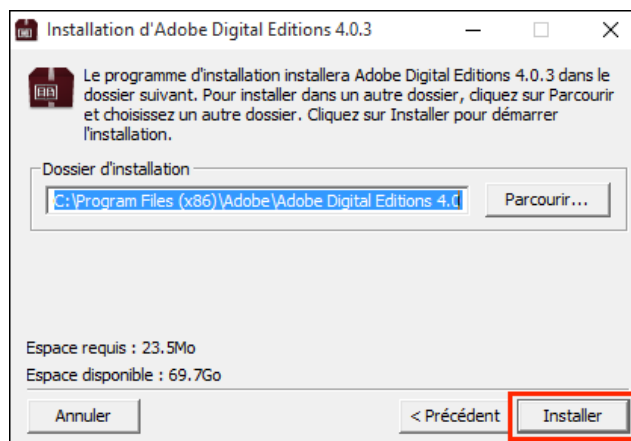 Installation d'Adobe Digital Editions 4.0.3
Le programme d'installation installera Adobe Digital Editions 4.0.3 dans le
dossier suivant. Pour installer dans un autre dossier, cliquez sur Parcourir
et choisissez un autre dossier. Cliquez sur Installer pour démarrer
l'installation.
Dossier d'installation
C:\Program Files (x86)\Adobe\Adobe Digital Editions 4.0
Parcourir...
Espace requis : 23.5Mo
Espace disponible : 69.7Go
Annuler
< Précédent
Installer